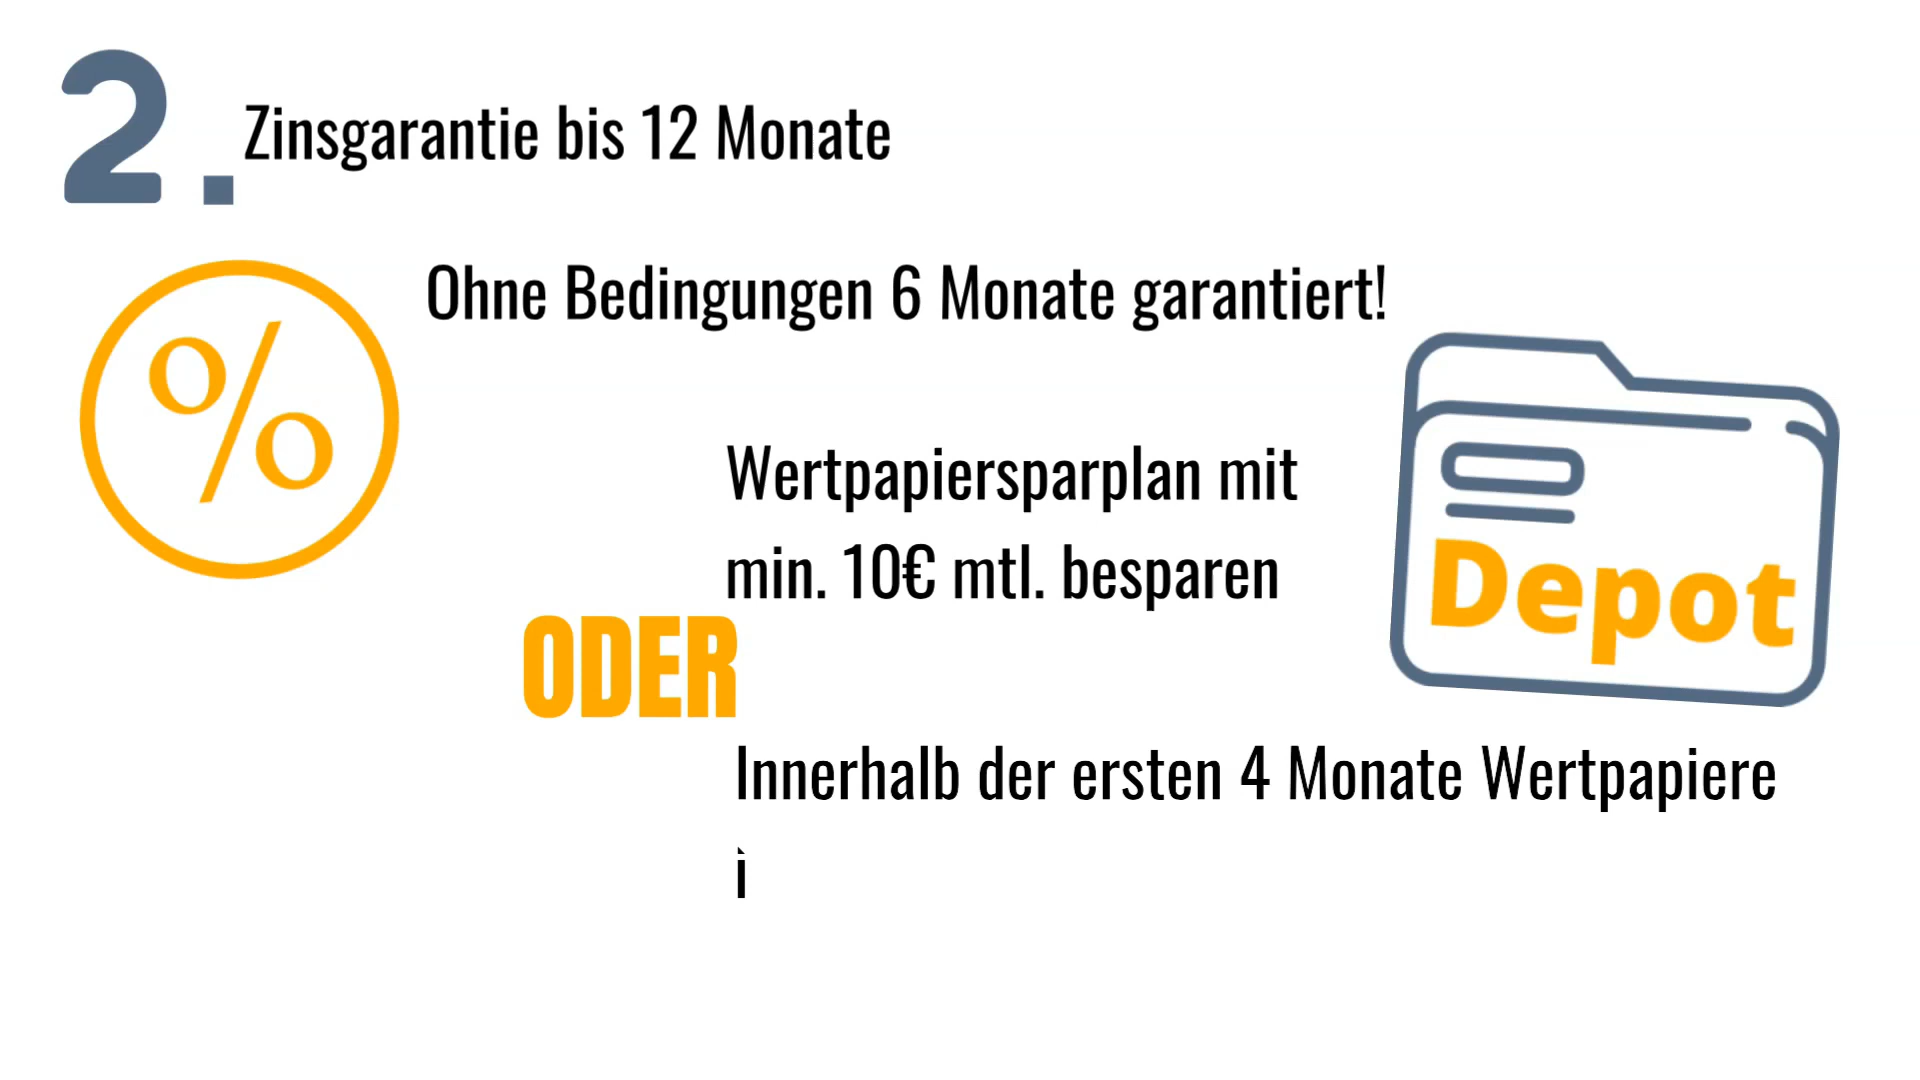 2. Zinsgarantie bis 12 Monate
%
Ohne Bedingungen 6 Monate garantiert!
Wertpapiersparplan mit
min. 10€ mtl. besparen
Depot
ODER
Innerhalb der ersten 4 Monate Wertpapiere
i